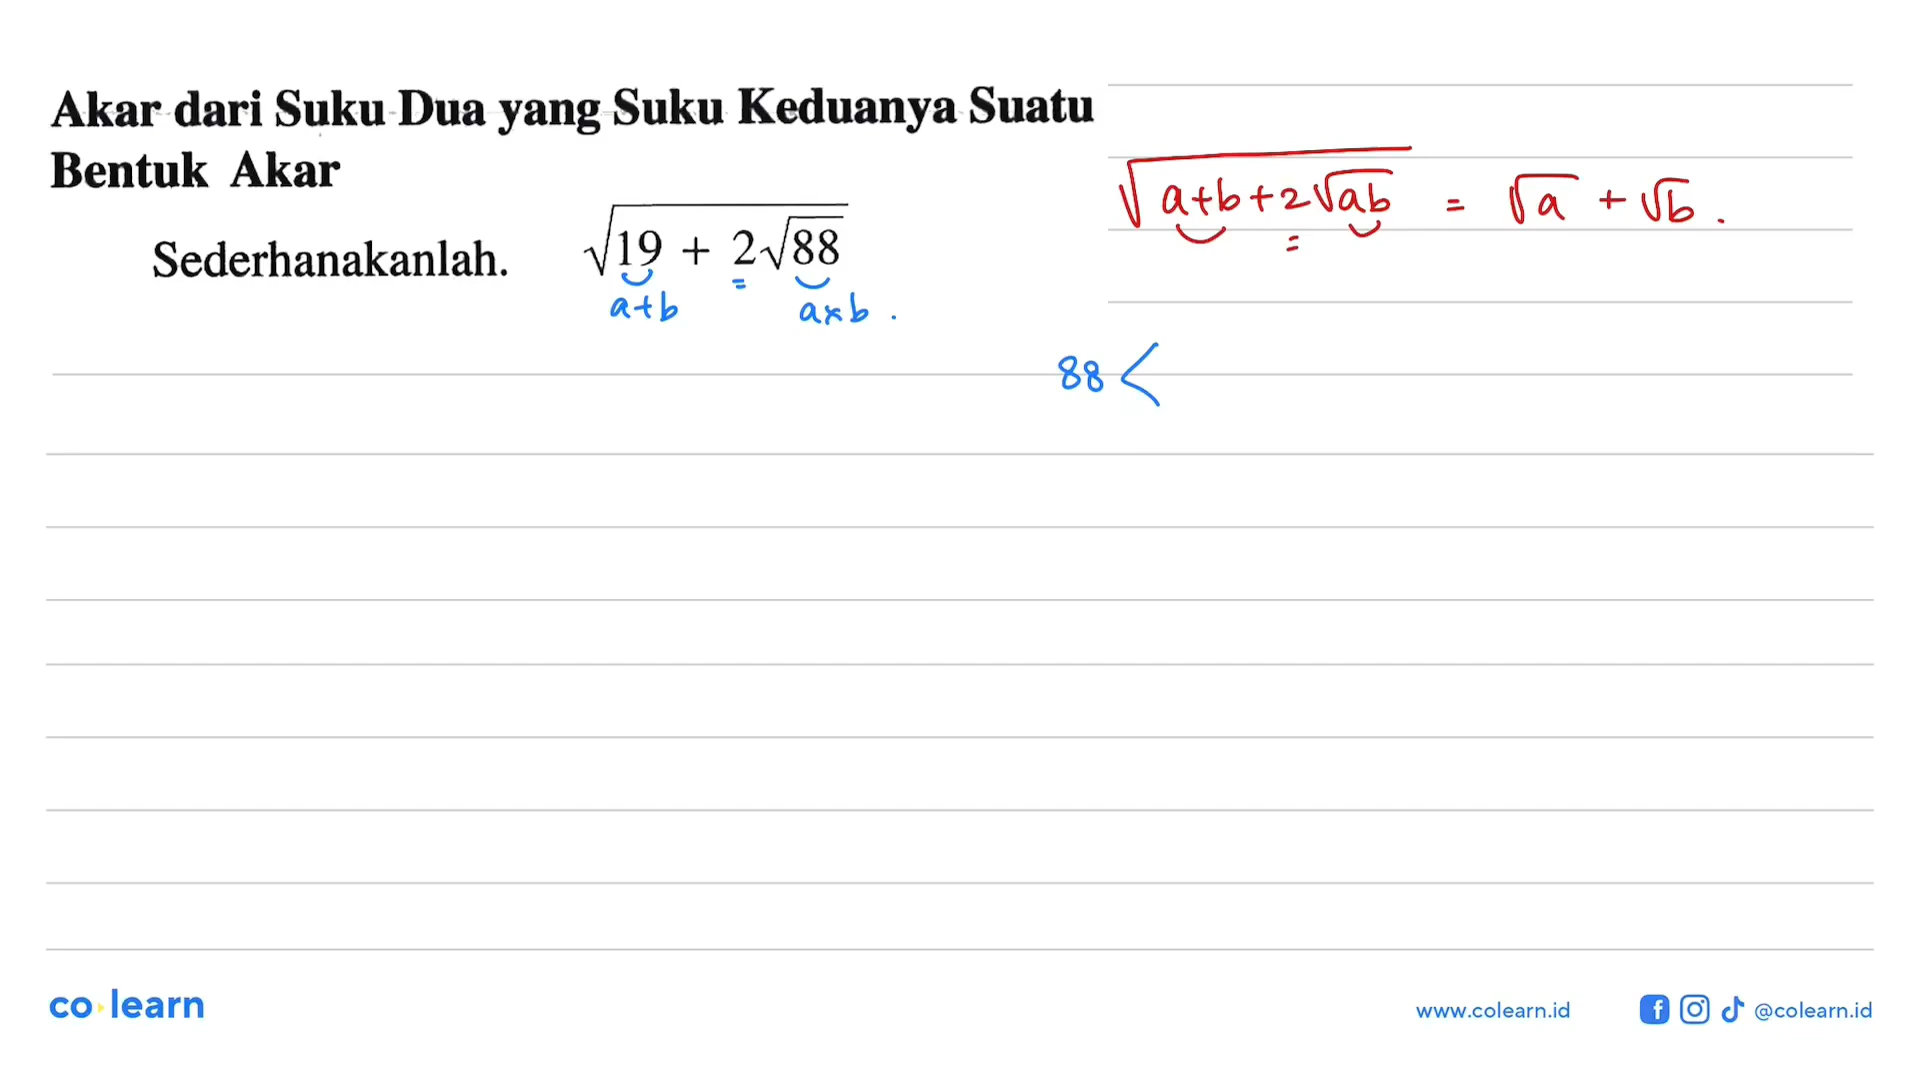 Akar dari Suku Dua yang Suku Keduanya Suatu
Bentuk Akar
√(a+b+2√ab) = √a + √b.
Sederhanakanlah. √(19 + 2√88)
a+b = a×b.
88 <
co learn
www.colearn.id @colearn.id